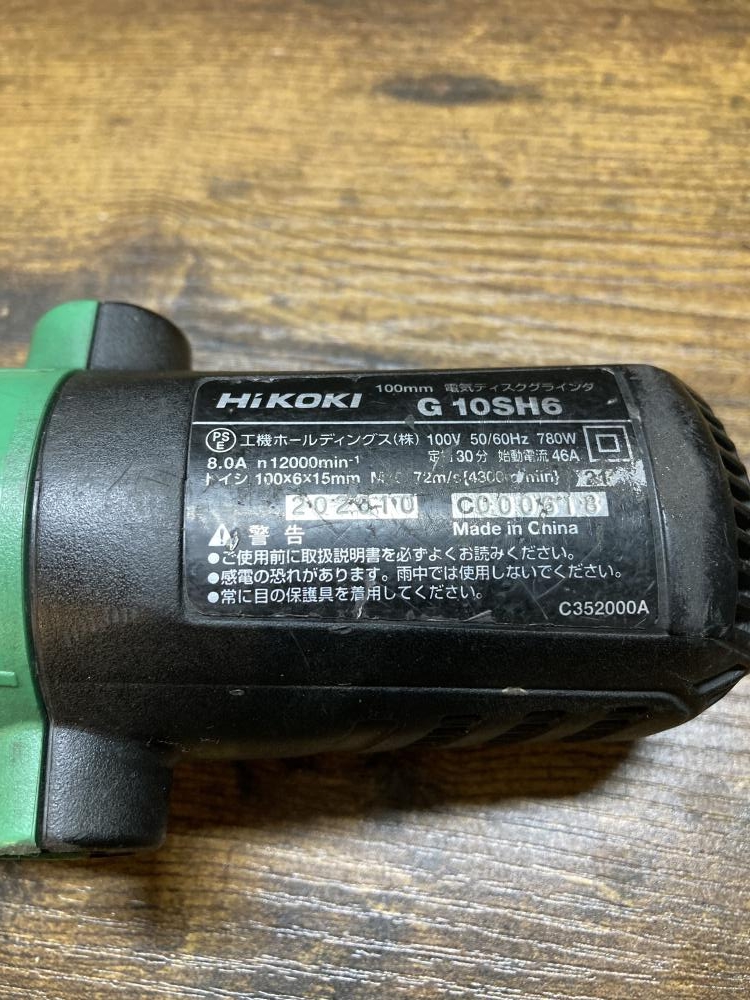 100mm 電気ディスクグラインダ
HiKOKI G 10SH6
PS E 工機ホールディングス(株) 100V 50/60Hz 780W
8.0A n12000min⁻¹ 30分 始動電流 46A
トイシ 100×6×15mm 72m/s{4300m/min}
C000618
警告 Made in China
●ご使用前に取扱説明書を必ずよくお読みください。
●感電の恐れがあります。雨中では使用しないでください。
●常に目の保護具を着用してください。
C352000A